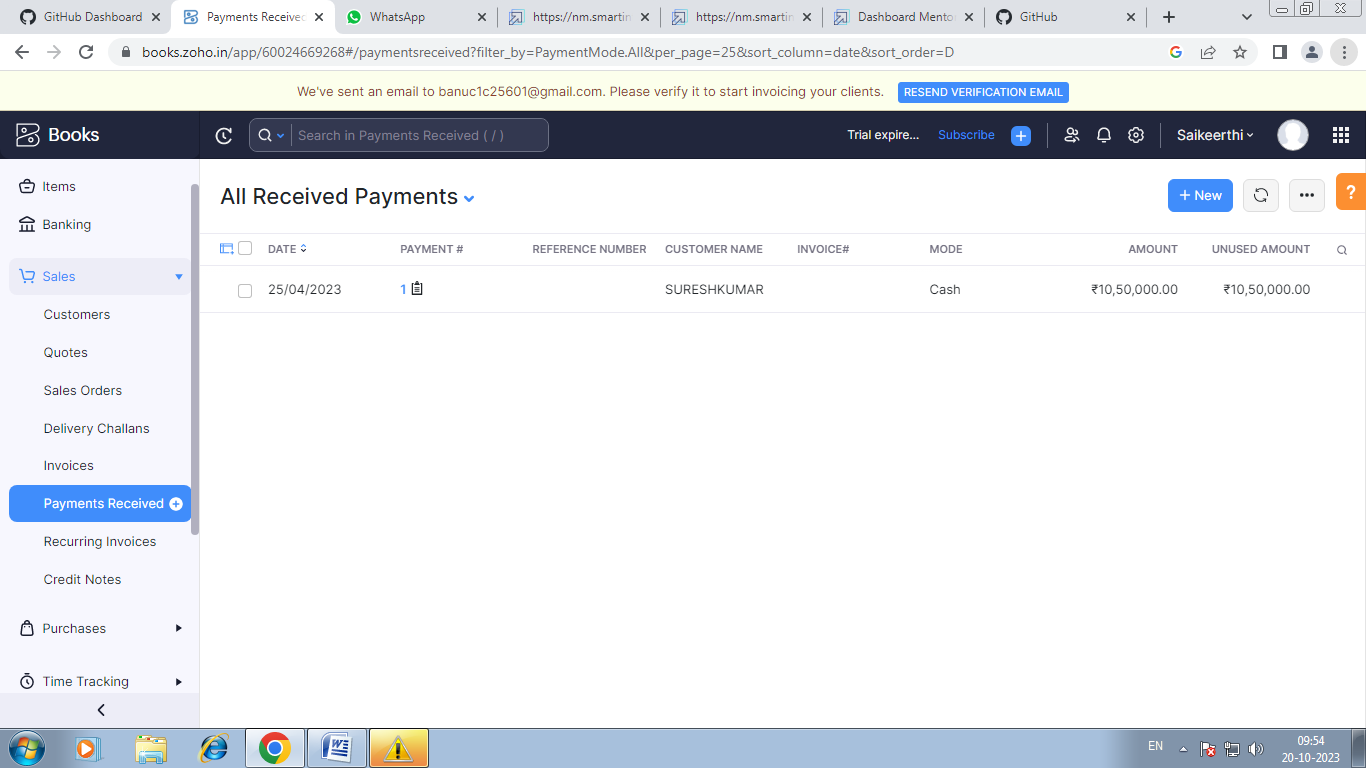 GitHub Dashboard
Payments Received
WhatsApp
https://nm.smartin
https://nm.smartin
Dashboard Mento
GitHub
books.zoho.in/app/60024669268#/paymentsreceived?filter_by=PaymentMode.All&per_page=25&sort_column=date&sort_order=D
We've sent an email to banuc1c25601@gmail.com. Please verify it to start invoicing your clients. RESEND VERIFICATION EMAIL
Books
Search in Payments Received ( / )
Trial expire... Subscribe
Saikeerthi
Items
Banking
Sales
Customers
Quotes
Sales Orders
Delivery Challans
Invoices
Payments Received
Recurring Invoices
Credit Notes
Purchases
Time Tracking
All Received Payments
+ New
?
DATE PAYMENT # REFERENCE NUMBER CUSTOMER NAME INVOICE# MODE AMOUNT UNUSED AMOUNT
25/04/2023 1 SURESHKUMAR Cash ₹10,50,000.00 ₹10,50,000.00
EN
09:54
20-10-2023